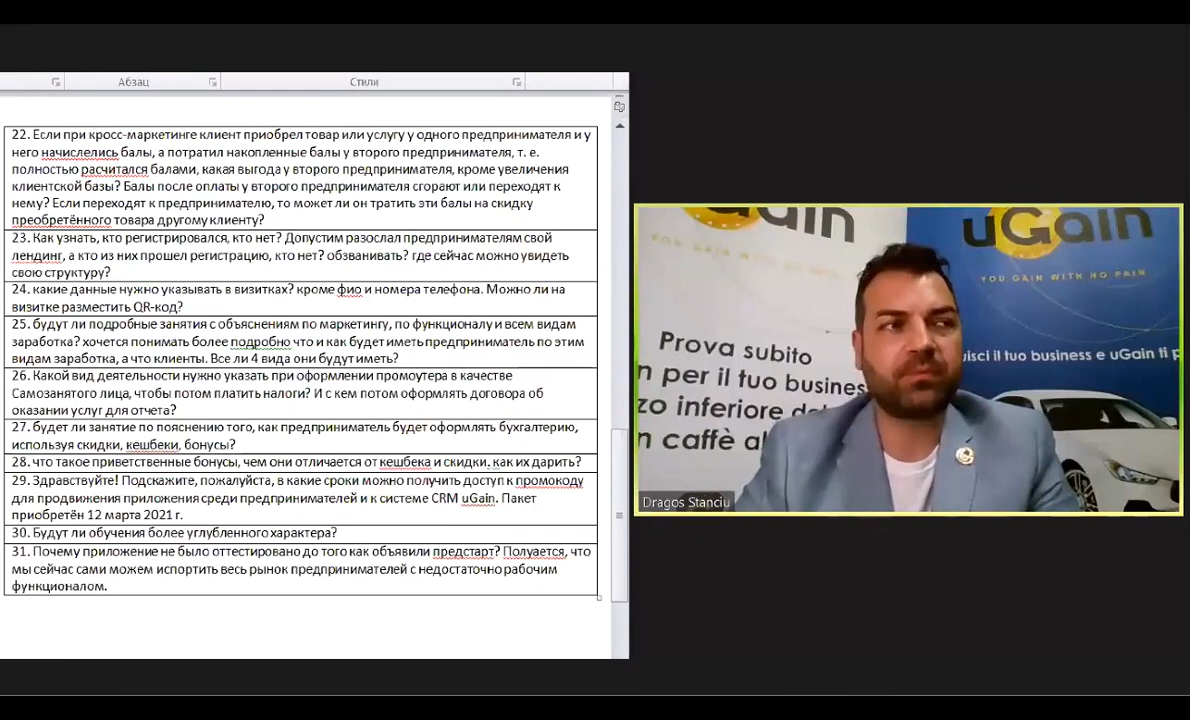 Абзац
Стили
22. Если при кросс-маркетинге клиент приобрел товар или услугу у одного предпринимателя и у
него начислелись балы, а потратил накопленные балы у второго предпринимателя, т. е.
полностью расчитался балами, какая выгода у второго предпринимателя, кроме увеличения
клиентской базы? Балы после оплаты у второго предпринимателя сгорают или переходят к
нему? Если переходят к предпринимателю, то может ли он тратить эти балы на скидку
преобретённого товара другому клиенту?
23. Как узнать, кто регистрировался, кто нет? Допустим разослал предпринимателям свой
лендинг, а кто из них прошел регистрацию, кто нет? обзванивать? где сейчас можно увидеть
свою структуру?
24. какие данные нужно указывать в визитках? кроме фио и номера телефона. Можно ли на
визитке разместить QR-код?
25. будут ли подробные занятия с объяснениям по маркетингу, по функционалу и всем видам
заработка? хочется понимать более подробно что и как будет иметь предприниматель по этим
видам заработка, а что клиенты. Все ли 4 вида они будут иметь?
26. Какой вид деятельности нужно указать при оформлении промоутера в качестве
Самозанятого лица, чтобы потом платить налоги? И с кем потом оформлять договора об
оказании услуг для отчета?
27. будет ли занятие по пояснению того, как предприниматель будет оформлять бухгалтерию,
используя скидки, кешбеки, бонусы?
28. что такое приветственные бонусы, чем они отличается от кешбека и скидки. как их дарить?
29. Здравствуйте! Подскажите, пожалуйста, в какие сроки можно получить доступ к промокоду
для продвижения приложения среди предпринимателей и к системе CRM uGain. Пакет
приобретён 12 марта 2021 г.
30. Будут ли обучения более углубленного характера?
31. Почему приложение не было оттестировано до того как объявили предстарт? Полуается, что
мы сейчас сами можем испортить весь рынок предпринимателей с недостаточно рабочим
функционалом.
uGain
YOU GAIN WITH NO PAIN
Prova subito
n per il tuo busines
zo inferiore
n caffè al
uisci il tuo business e uGain ti p
Dragos Stanciu